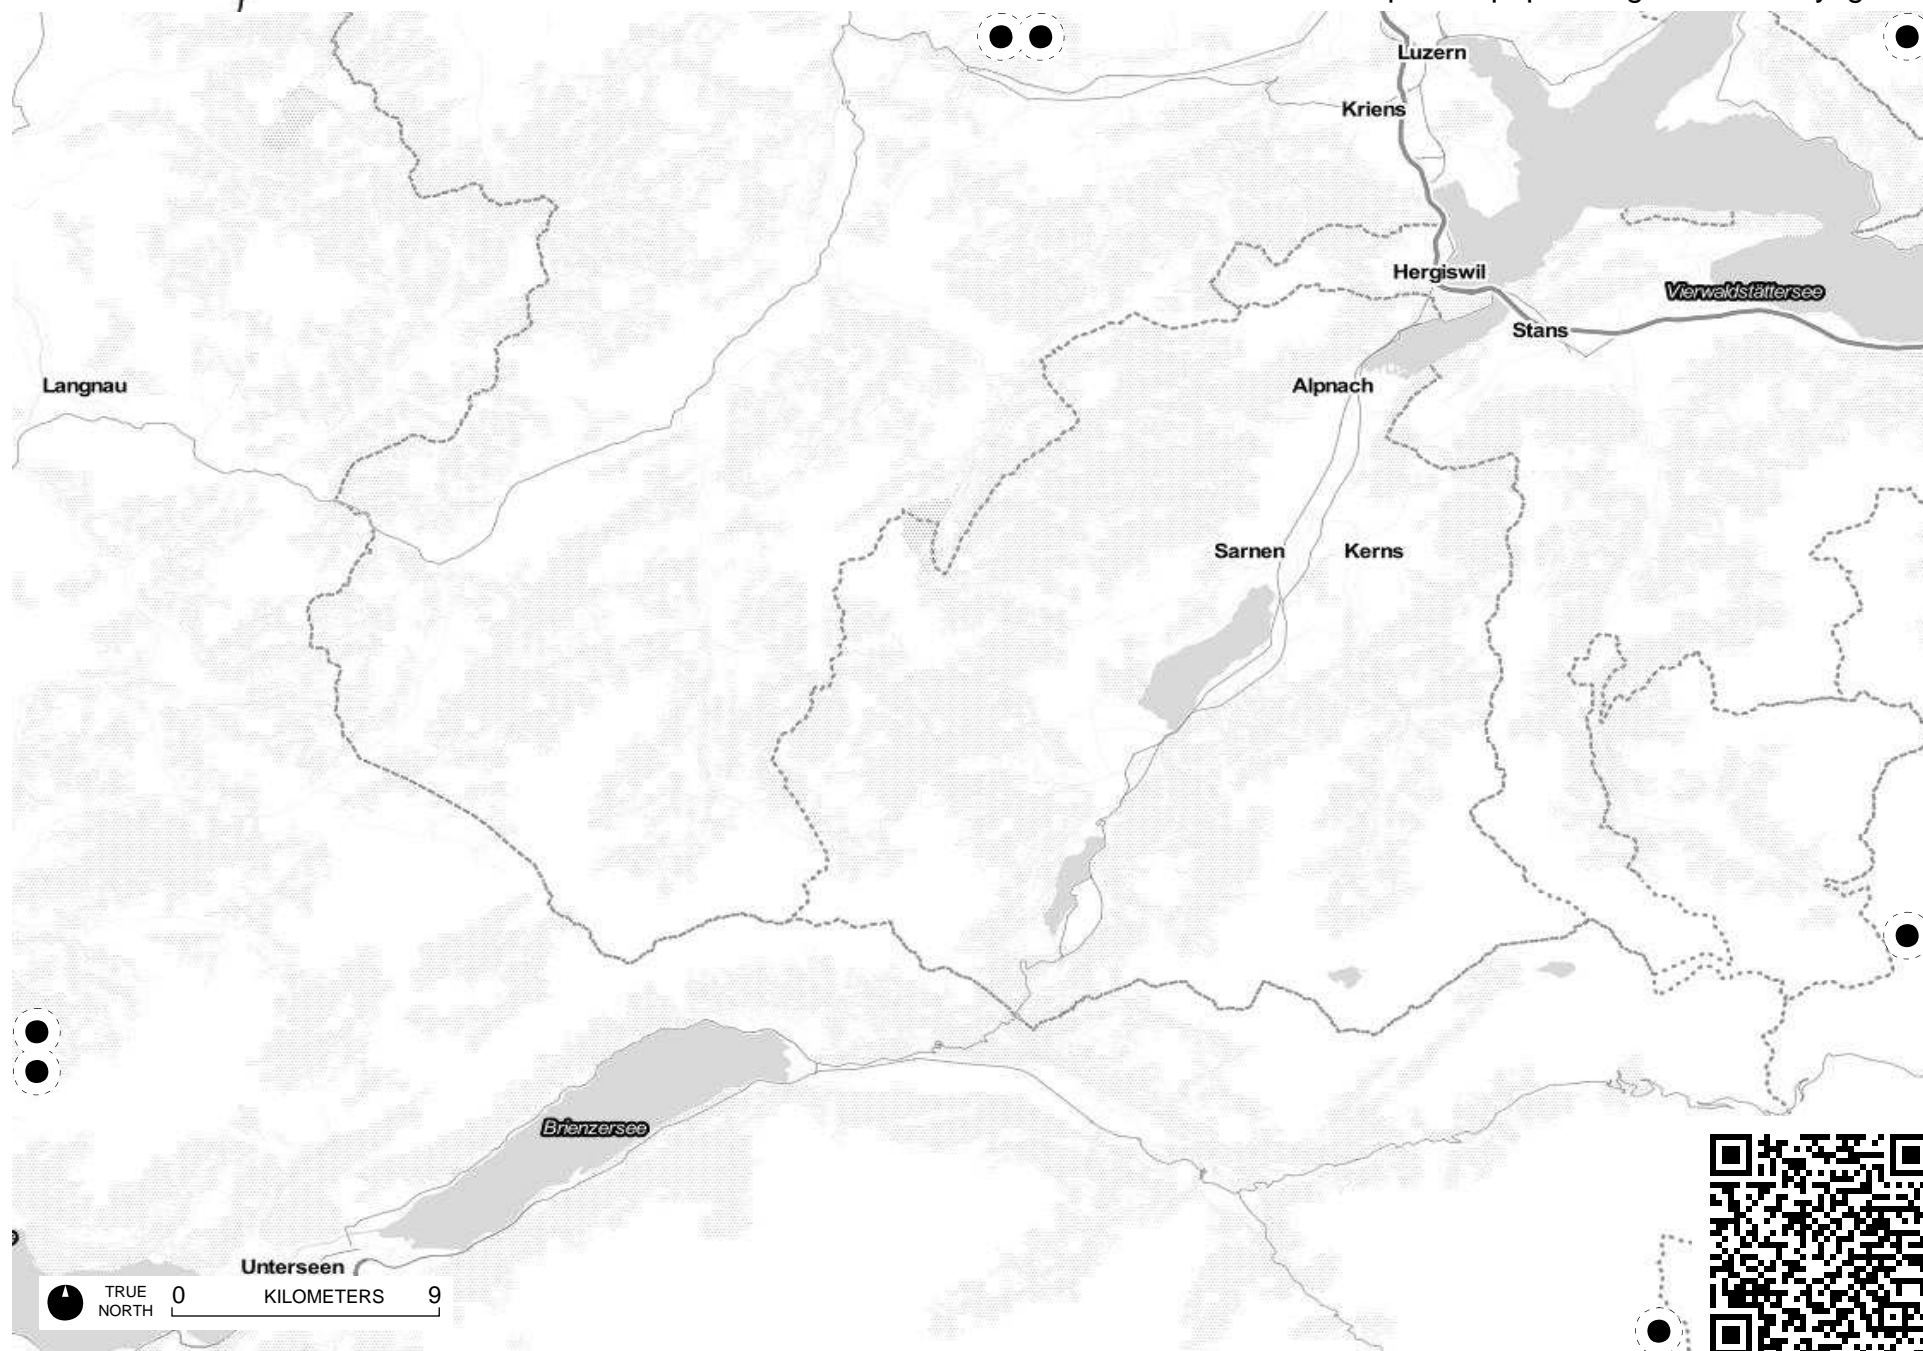 Luzern
Kriens
Hergiswil
Vierwaldstättersee
Stans
Langnau
Alpnach
Sarnen
Kerns
Brienzersee
Unterseen
TRUE
NORTH
0 KILOMETERS 9